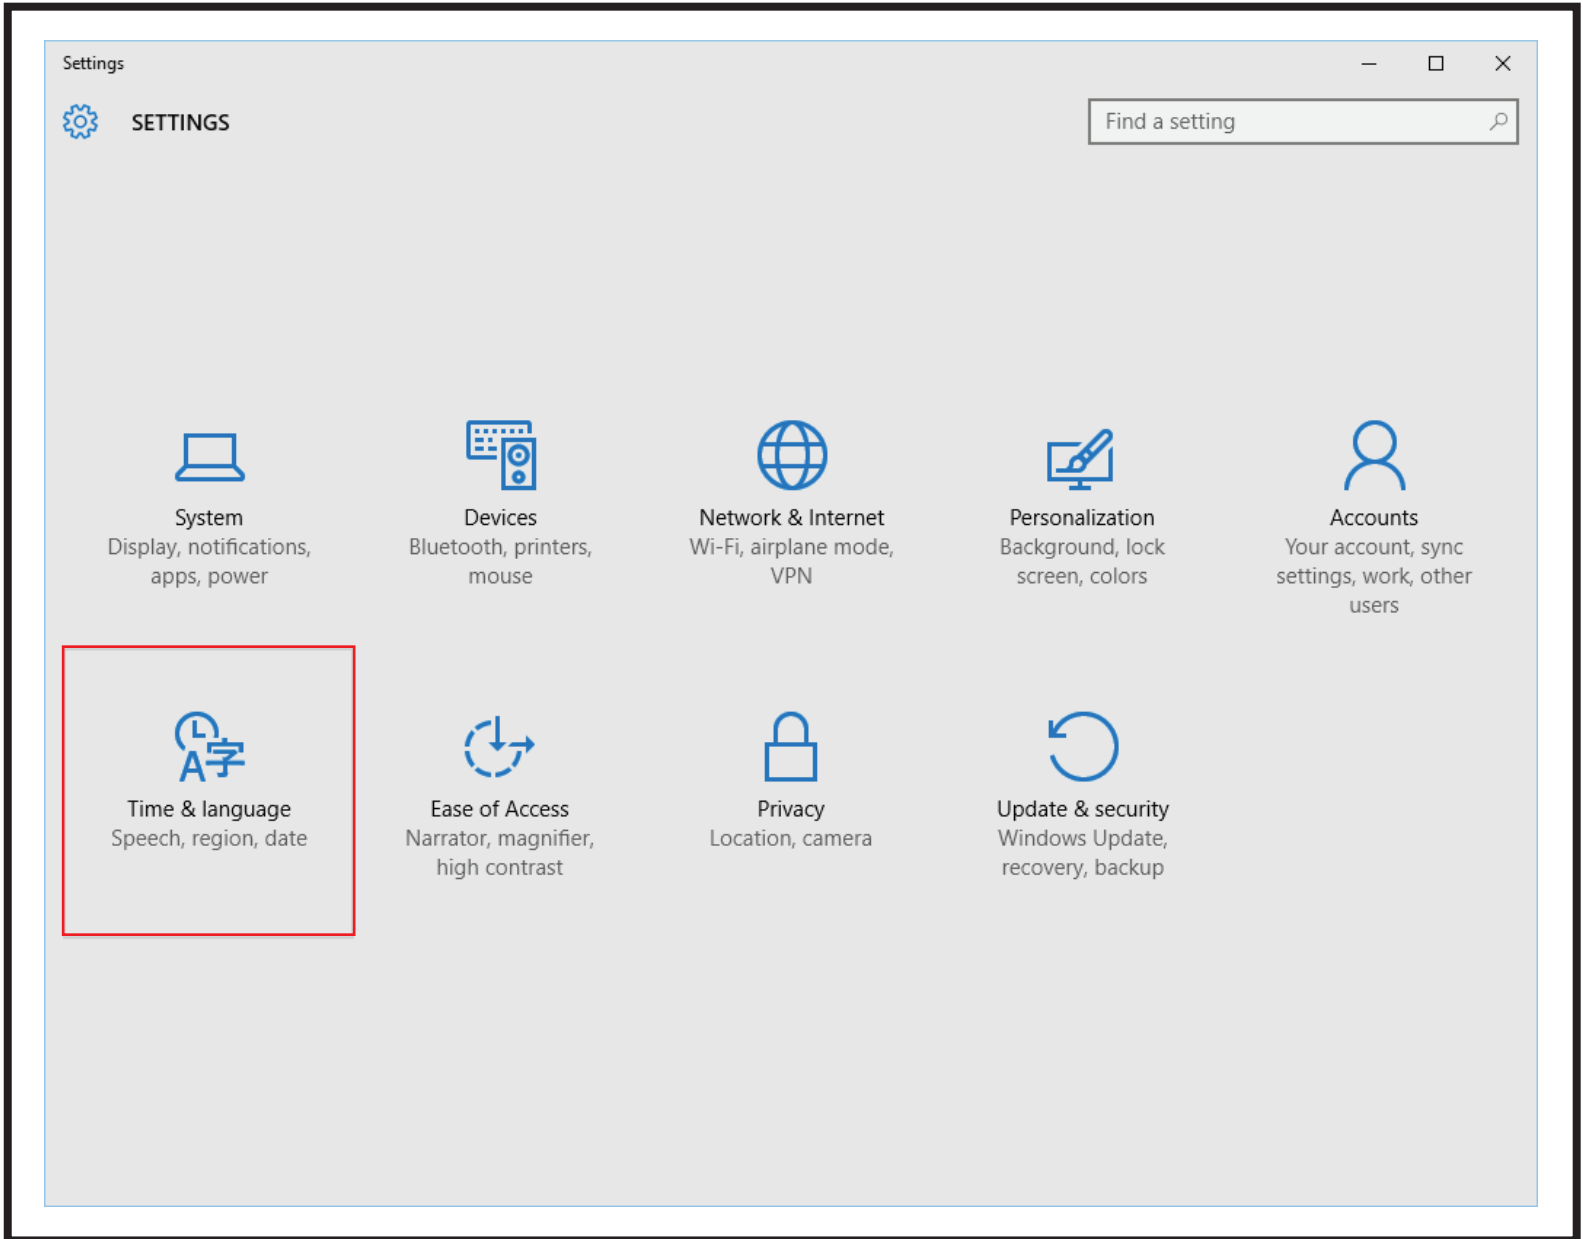 Settings
SETTINGS
Find a setting
System
Display, notifications,
apps, power
Devices
Bluetooth, printers,
mouse
Network & Internet
Wi-Fi, airplane mode,
VPN
Personalization
Background, lock
screen, colors
Accounts
Your account, sync
settings, work, other
users
A字
Time & language
Speech, region, date
Ease of Access
Narrator, magnifier,
high contrast
Privacy
Location, camera
Update & security
Windows Update,
recovery, backup